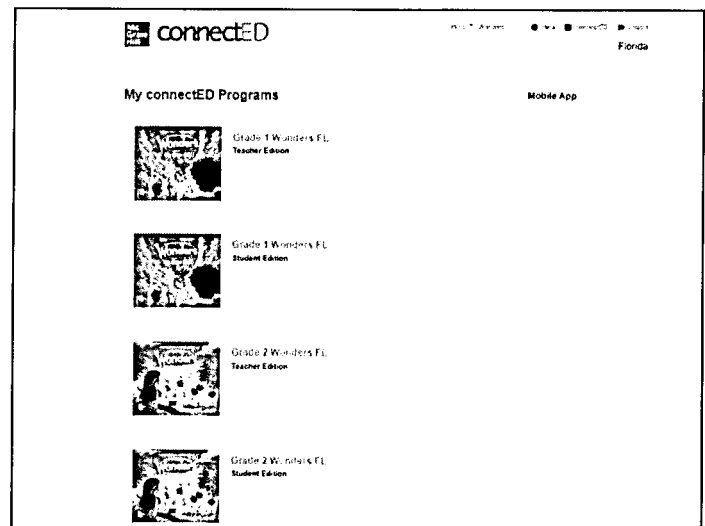 connectED
Florida
My connectED Programs
Mobile App
Grade 1 Wonders FL
Teacher Edition
Grade 1 Wonders FL
Student Edition
Grade 2 Wonders FL
Teacher Edition
Grade 2 Wonders FL
Student Edition